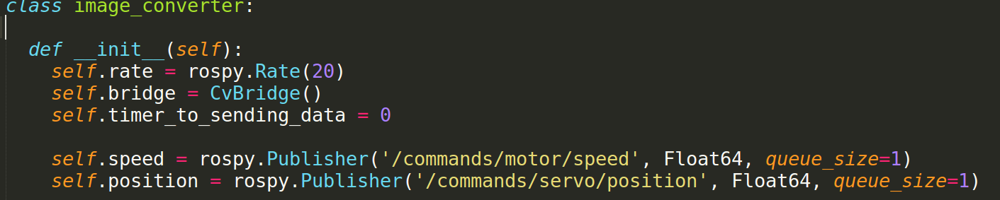 class image_converter:
def __init__(self):
self.rate = rospy.Rate(20)
self.bridge = CvBridge()
self.timer_to_sending_data = 0
self.speed = rospy.Publisher('/commands/motor/speed', Float64, queue_size=1)
self.position = rospy.Publisher('/commands/servo/position', Float64, queue_size=1)